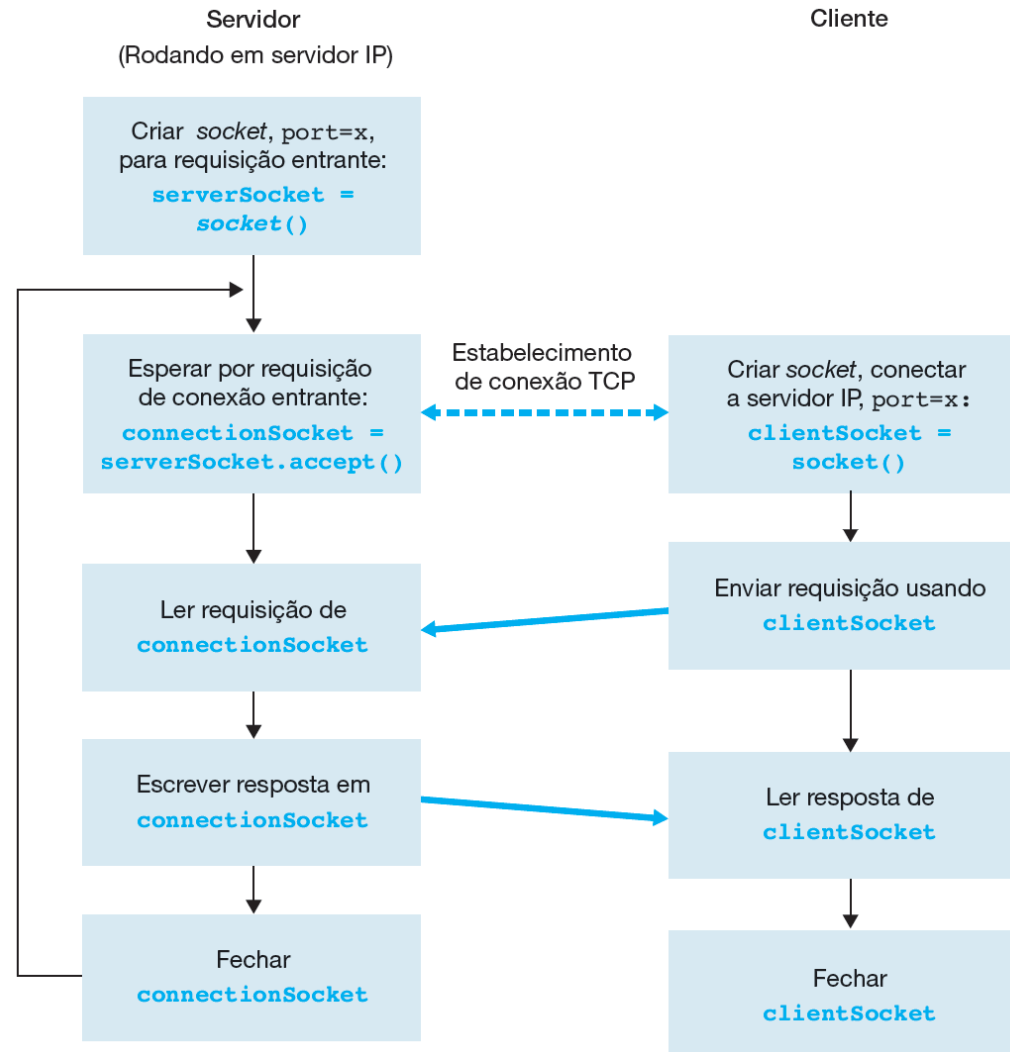 Servidor
(Rodando em servidor IP)
Cliente
Criar socket, port=x,
para requisição entrante:
serverSocket =
socket()
Esperar por requisição
de conexão entrante:
connectionSocket =
serverSocket.accept()
Estabelecimento
de conexão TCP
Criar socket, conectar
a servidor IP, port=x:
clientSocket =
socket()
Ler requisição de
connectionSocket
Enviar requisição usando
clientSocket
Escrever resposta em
connectionSocket
Ler resposta de
clientSocket
Fechar
connectionSocket
Fechar
clientSocket